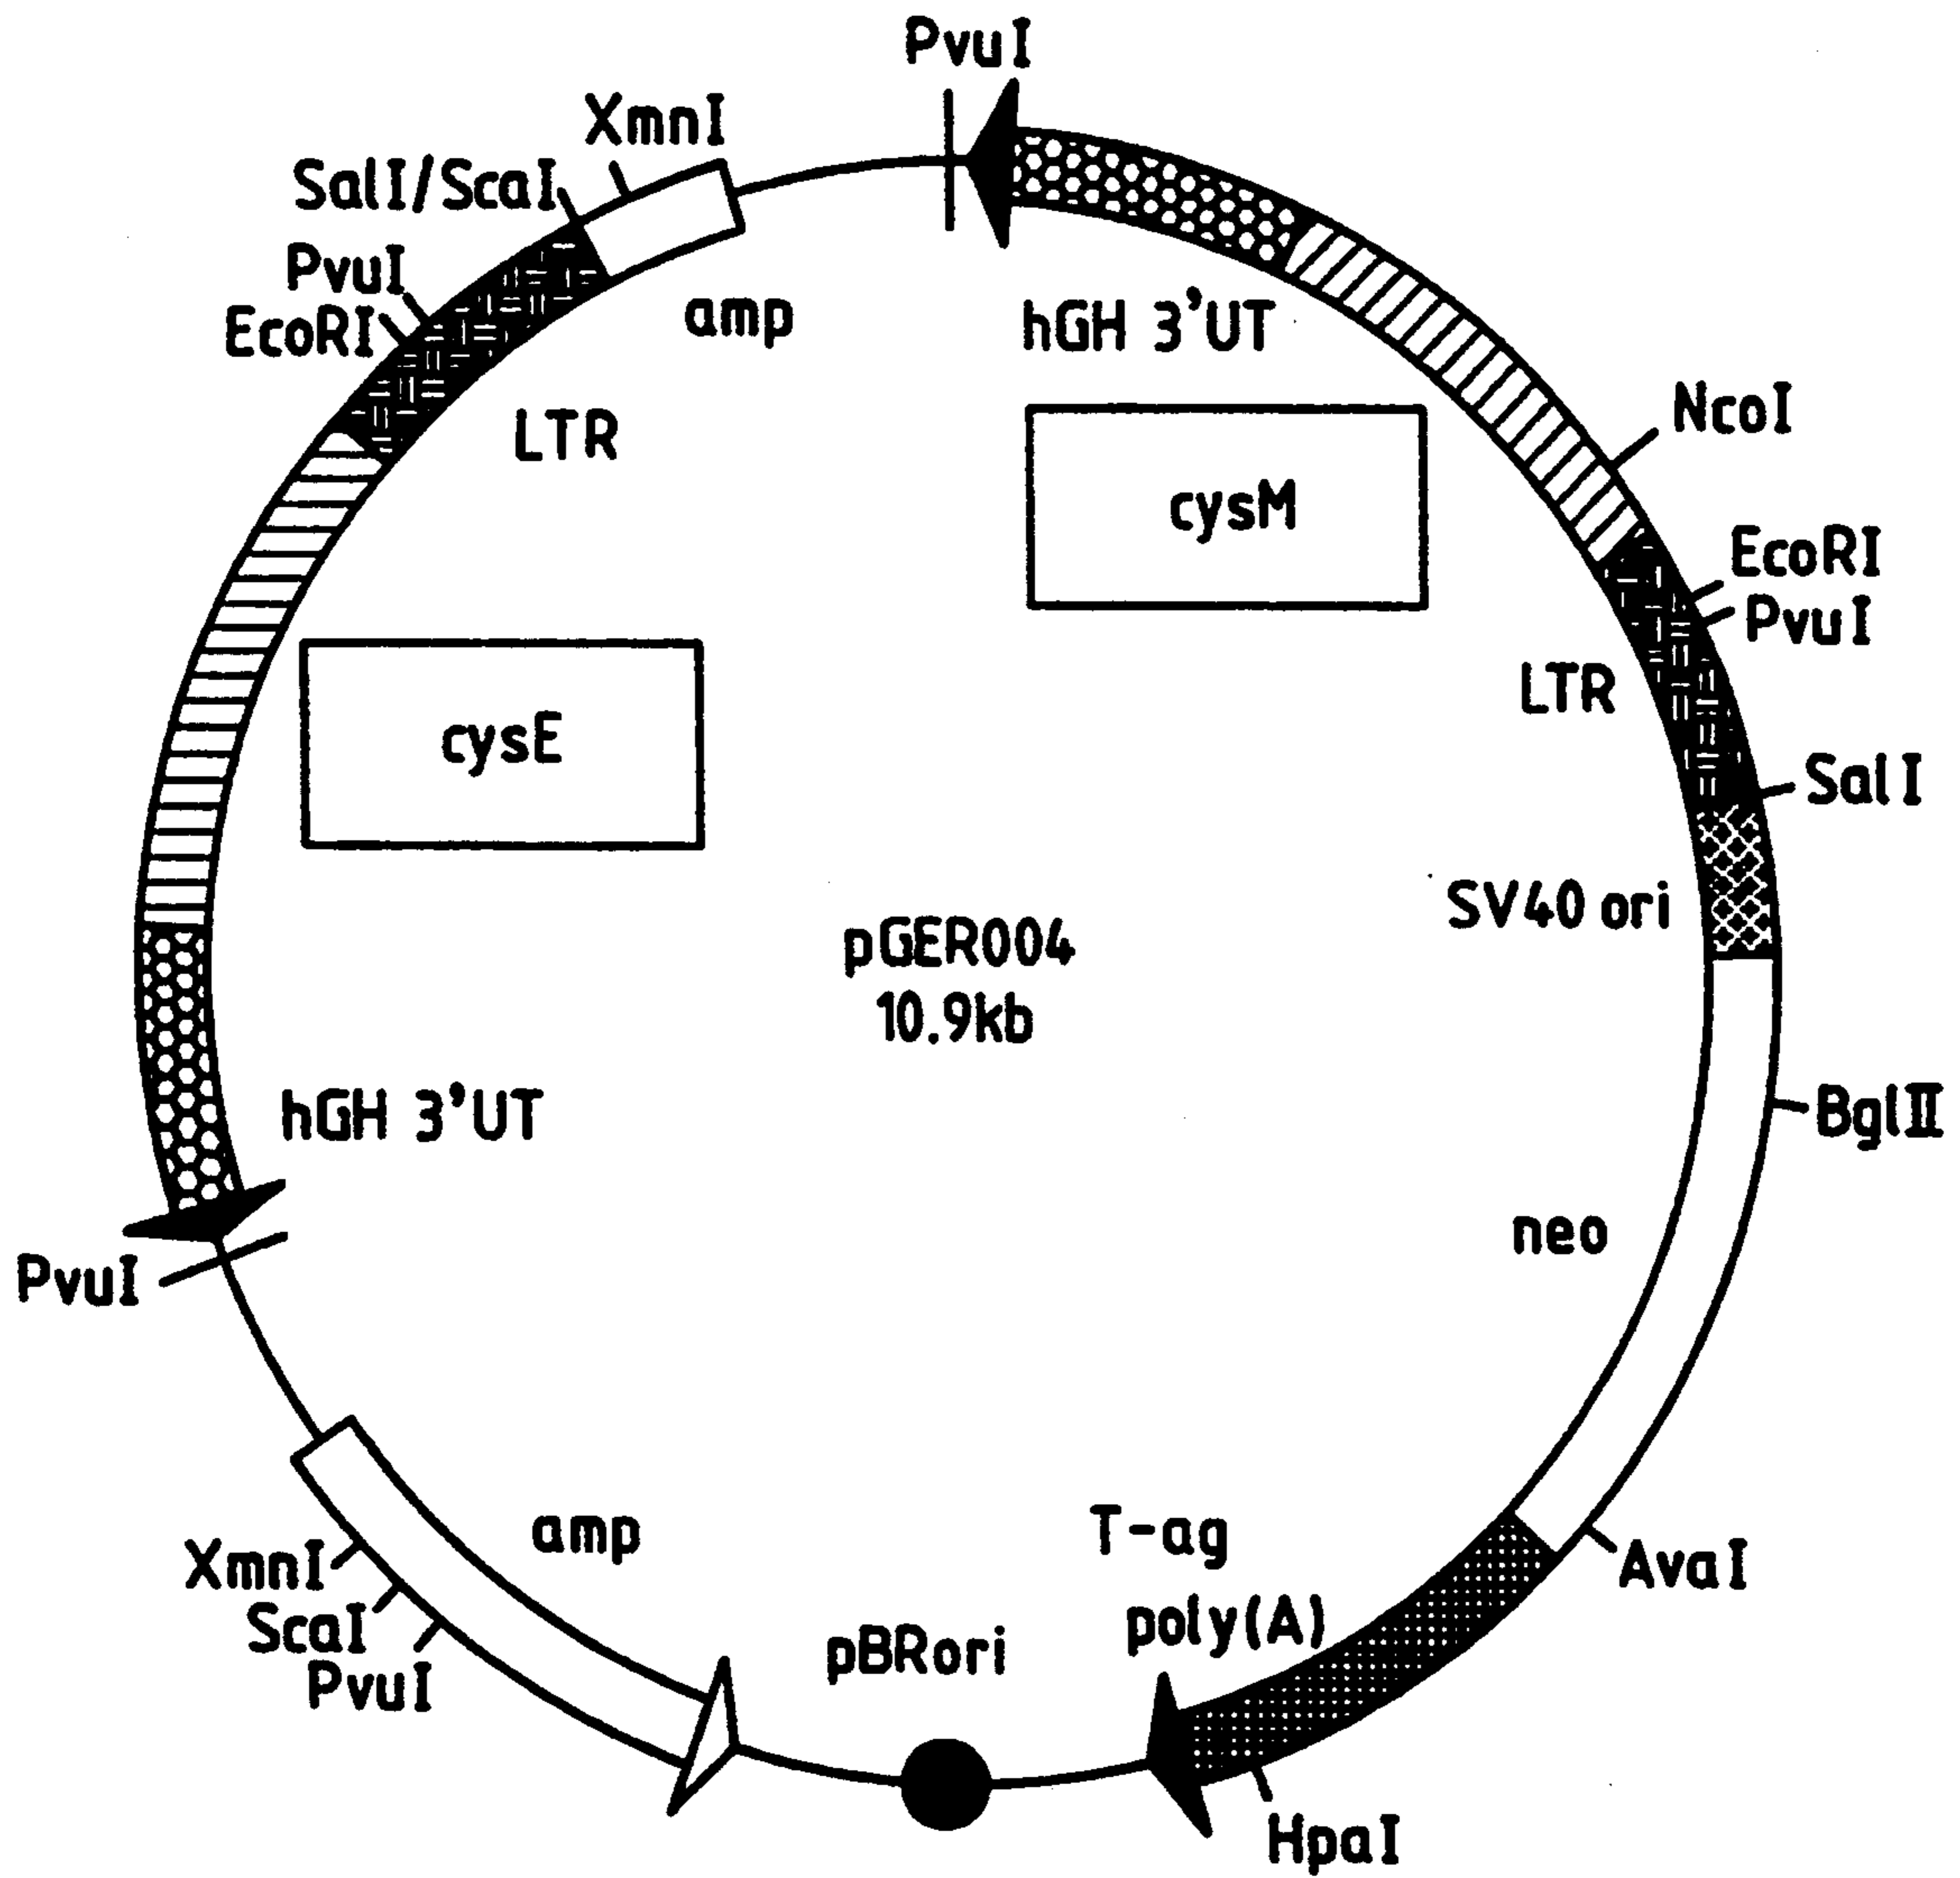 PvuI
XmnI
SalI/ScaI
PvuI
EcoRI
amp
hGH 3'UT
LTR
NcoI
cysM
EcoRI
PvuI
LTR
cysE
SalI
SV40 ori
pGER004
10.9kb
hGH 3'UT
BglII
neo
PvuI
amp
T-ag
poly(A)
XmnI
ScaI
PvuI
pBRori
AvaI
HpaI